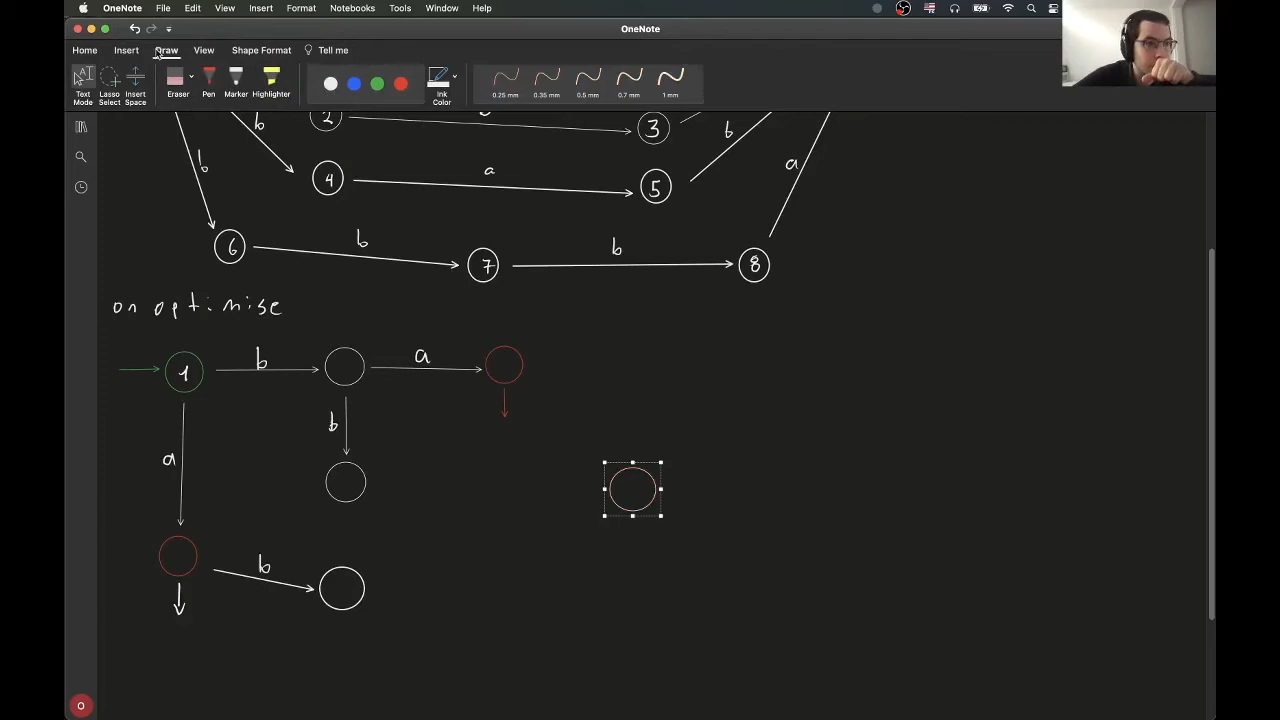 OneNote File Edit View Insert Format Notebooks Tools Window Help
OneNote
Home Insert Draw View Shape Format Tell me
Text Mode Lasso Select Insert Space Eraser Pen Marker Highlighter Ink Color 0.25 mm 0.35 mm 0.5 mm 0.7 mm 1 mm
b 2 3 b
b 4 a 5 a
6 b 7 b 8
on optimise
1 b a
b
a
b
O